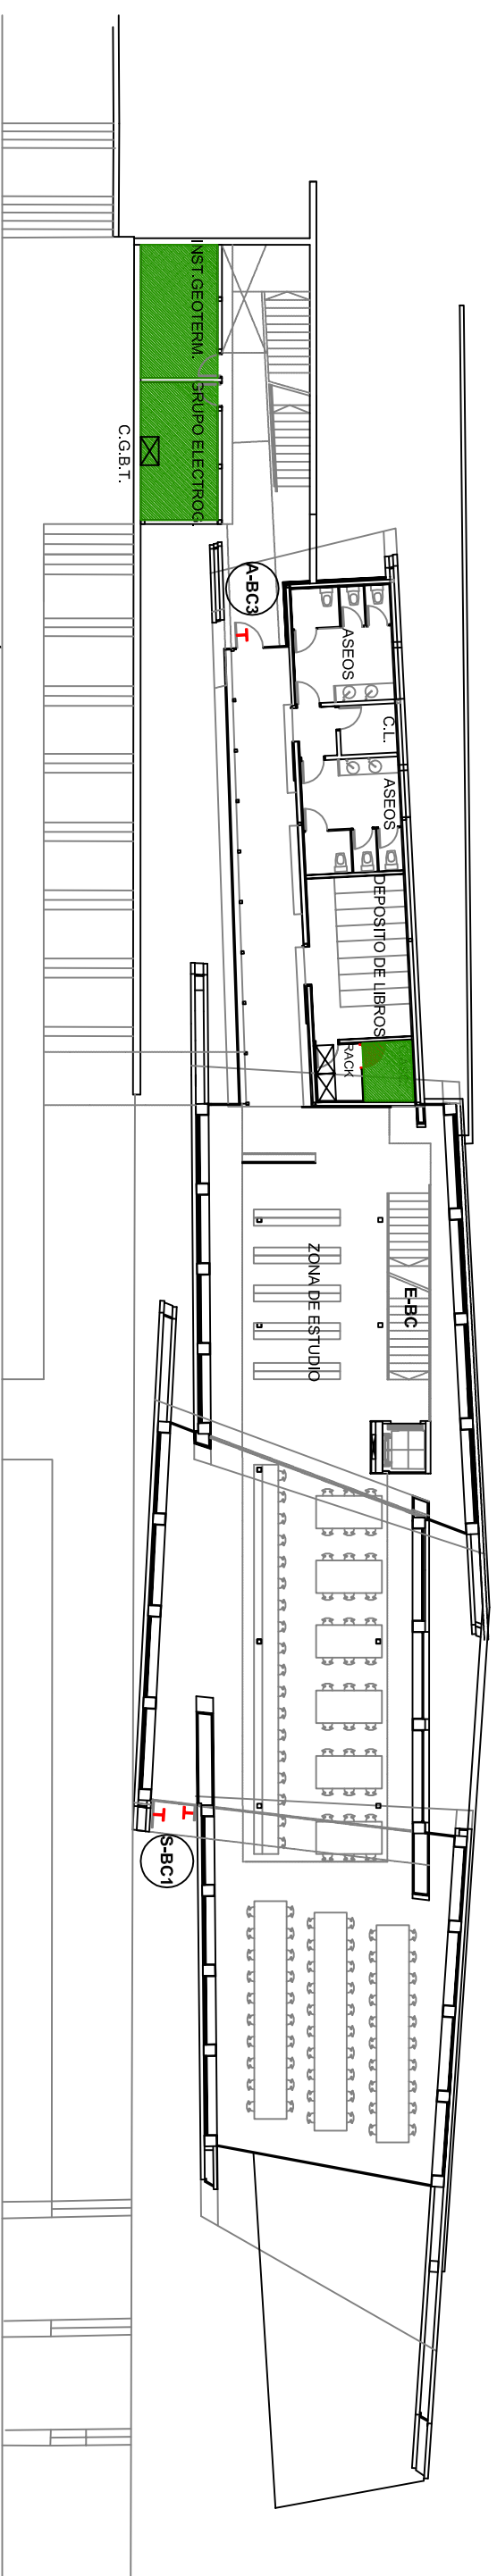 INST.GEOTERM.
GRUPO ELECTROG.
C.G.B.T.
A-BC3
ASEOS
C.L.
ASEOS
DEPOSITO DE LIBROS
RACK
ZONA DE ESTUDIO
E-BC
S-BC1